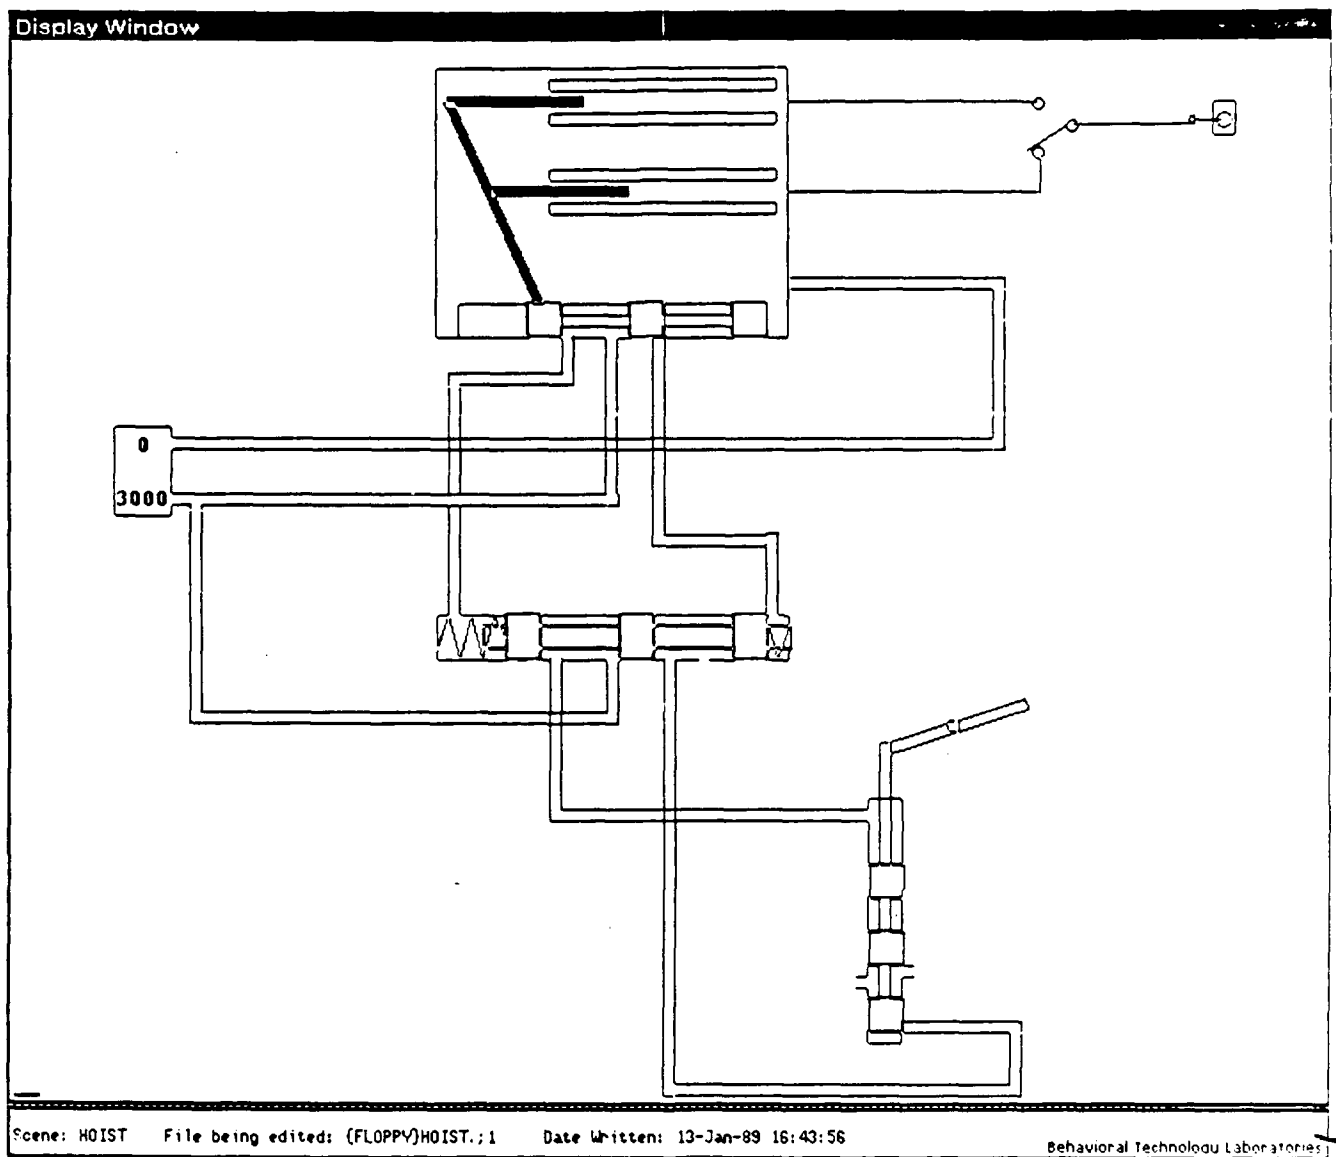 Display Window
0
3000
Scene: HOIST File being edited: {FLOPPY}HOIST.;1 Date Written: 13-Jan-89 16:43:56
Behavioral Technology Laboratories